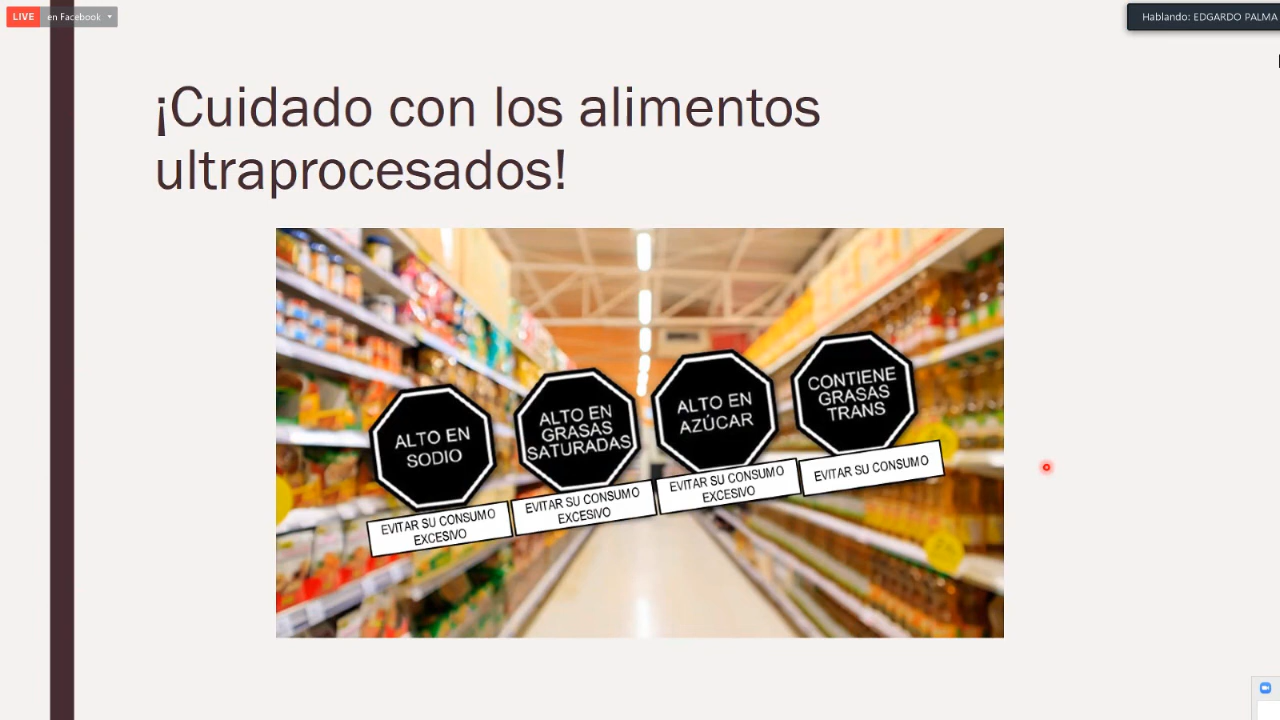 LIVE en Facebook
Hablando: EDGARDO PALMA
¡Cuidado con los alimentos
ultraprocesados!
ALTO EN
SODIO
EVITAR SU CONSUMO
EXCESIVO
ALTO EN
GRASAS
SATURADAS
EVITAR SU CONSUMO
EXCESIVO
ALTO EN
AZÚCAR
EVITAR SU CONSUMO
EXCESIVO
CONTIENE
GRASAS
TRANS
EVITAR SU CONSUMO